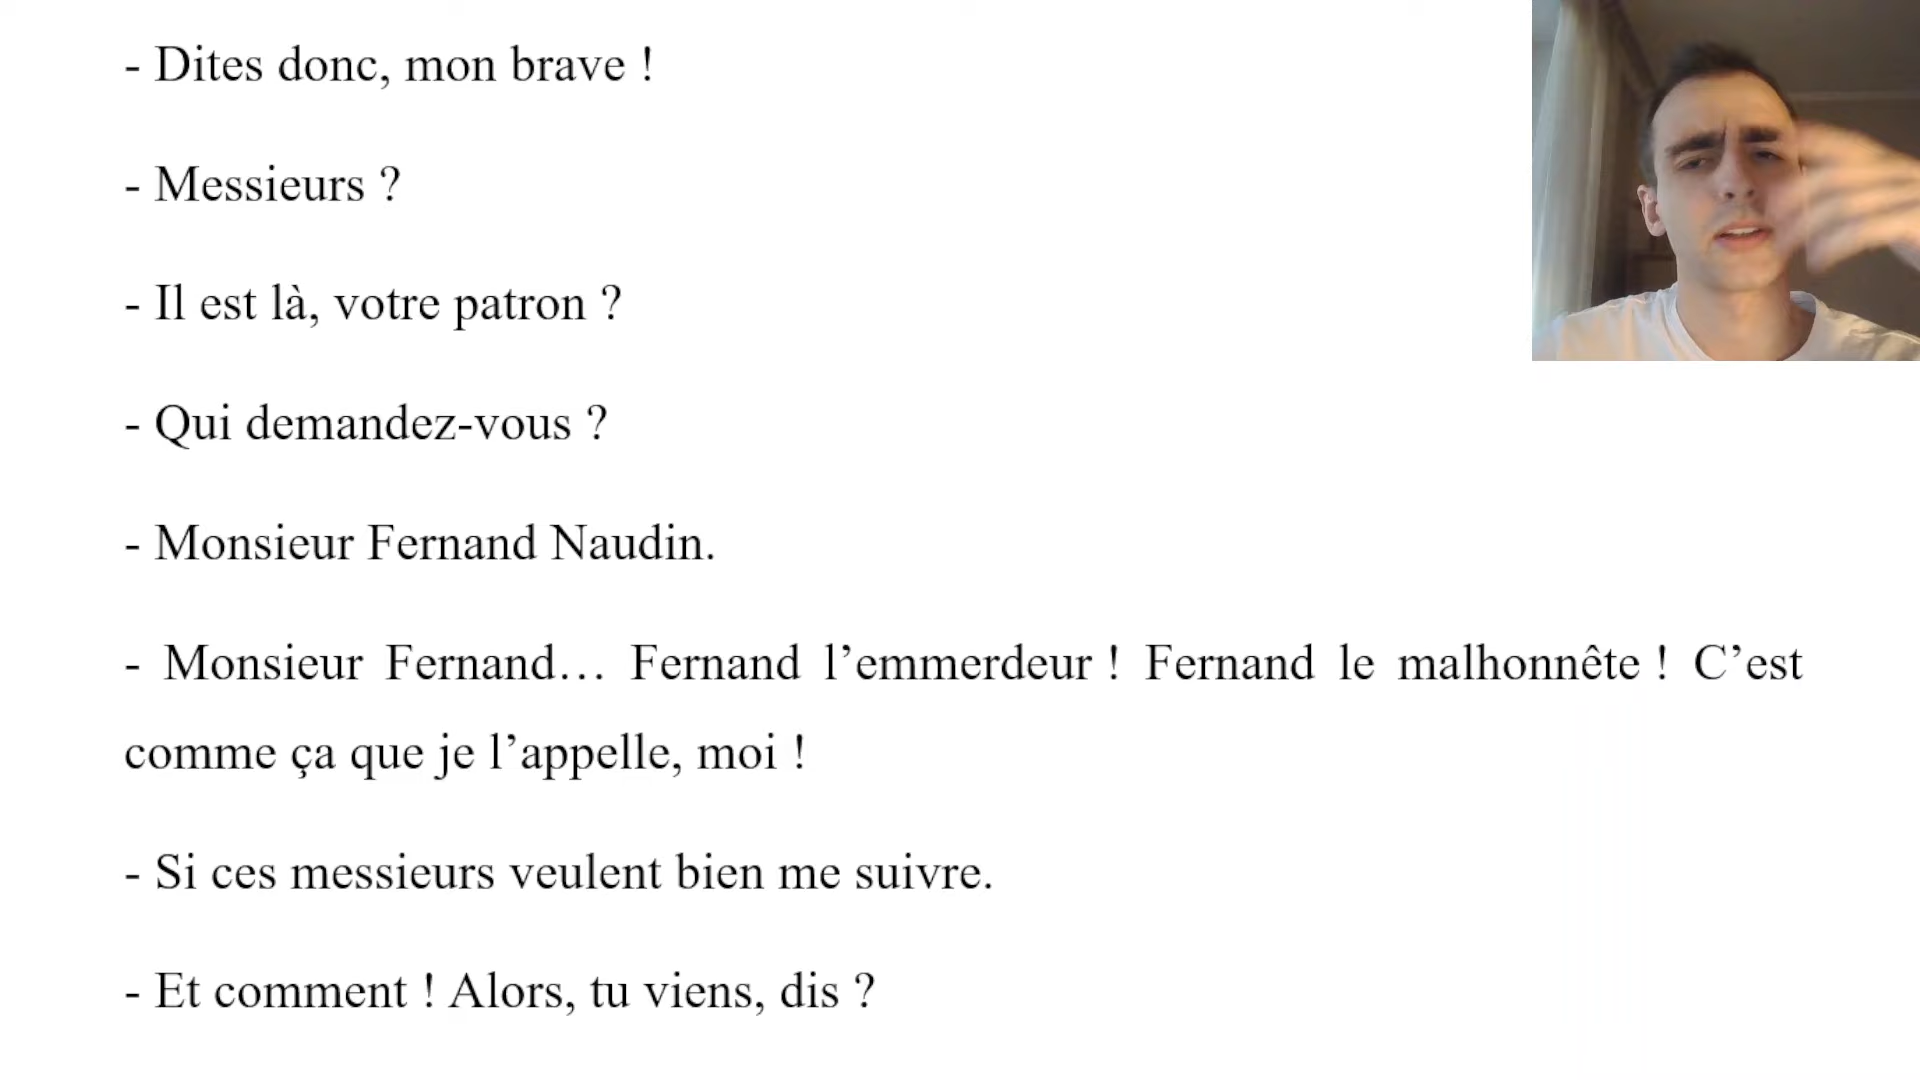 - Dites donc, mon brave !
- Messieurs ?
- Il est là, votre patron ?
- Qui demandez-vous ?
- Monsieur Fernand Naudin.
- Monsieur Fernand… Fernand l’emmerdeur ! Fernand le malhonnête ! C’est
comme ça que je l’appelle, moi !
- Si ces messieurs veulent bien me suivre.
- Et comment ! Alors, tu viens, dis ?